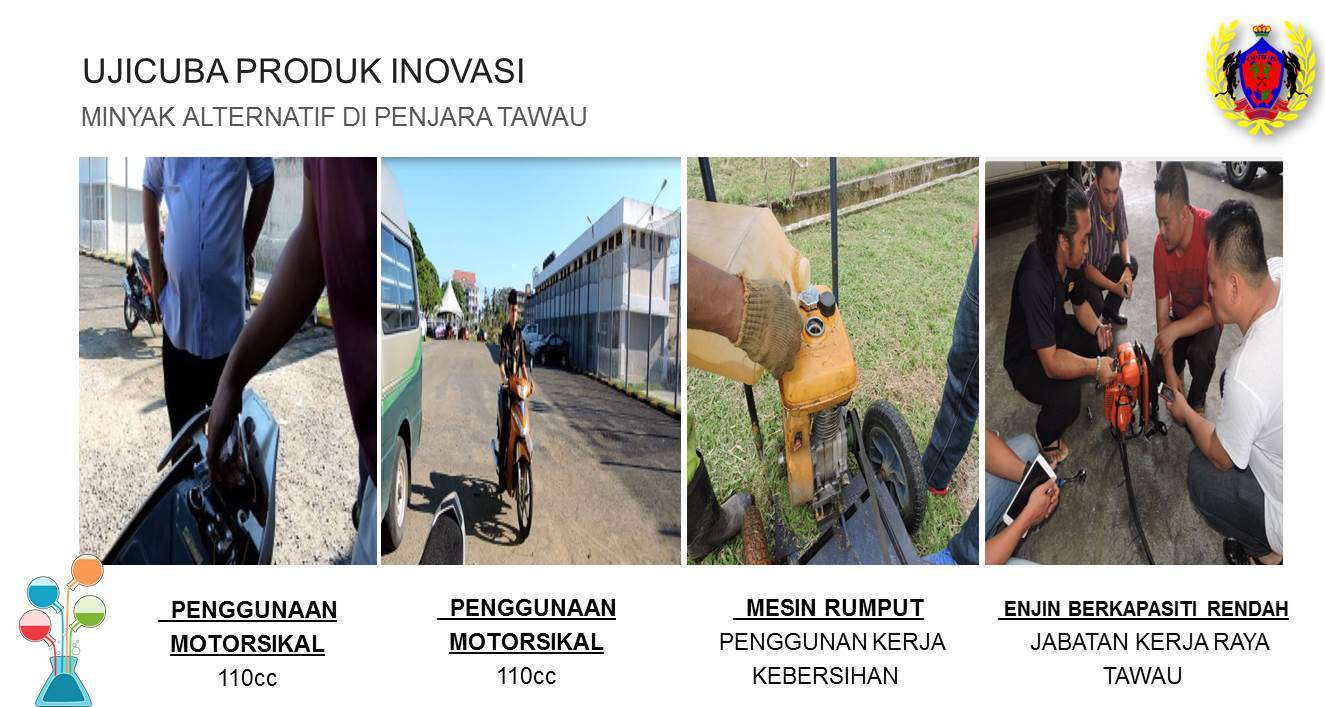 UJICUBA PRODUK INOVASI
MINYAK ALTERNATIF DI PENJARA TAWAU
PENGGUNAAN
MOTORSIKAL
110cc
PENGGUNAAN
MOTORSIKAL
110cc
MESIN RUMPUT
PENGGUNAN KERJA
KEBERSIHAN
ENJIN BERKAPASITI RENDAH
JABATAN KERJA RAYA
TAWAU